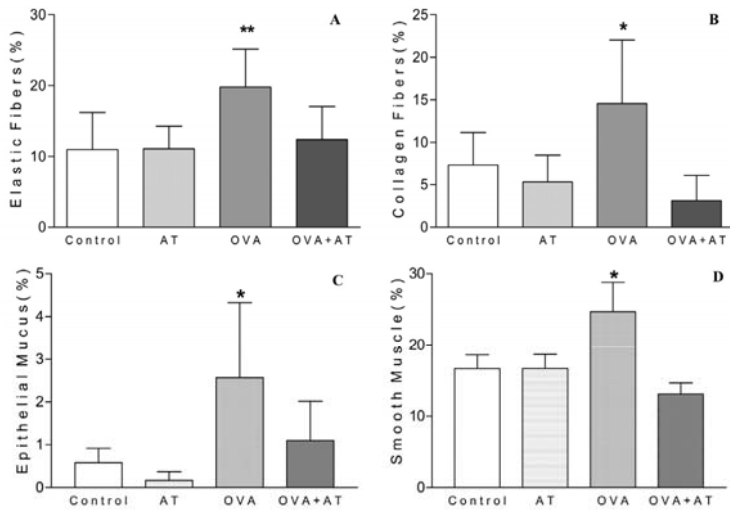 A
Elastic Fibers(%)
30
20
10
0
**
Control AT OVA OVA+AT
B
Collagen Fibers(%)
25
20
15
10
5
0
*
Control AT OVA OVA+AT
C
Epithelial Mucus(%)
5
4
3
2
1
0
*
Control AT OVA OVA+AT
D
Smooth Muscle(%)
30
20
10
0
*
Control AT OVA OVA+AT